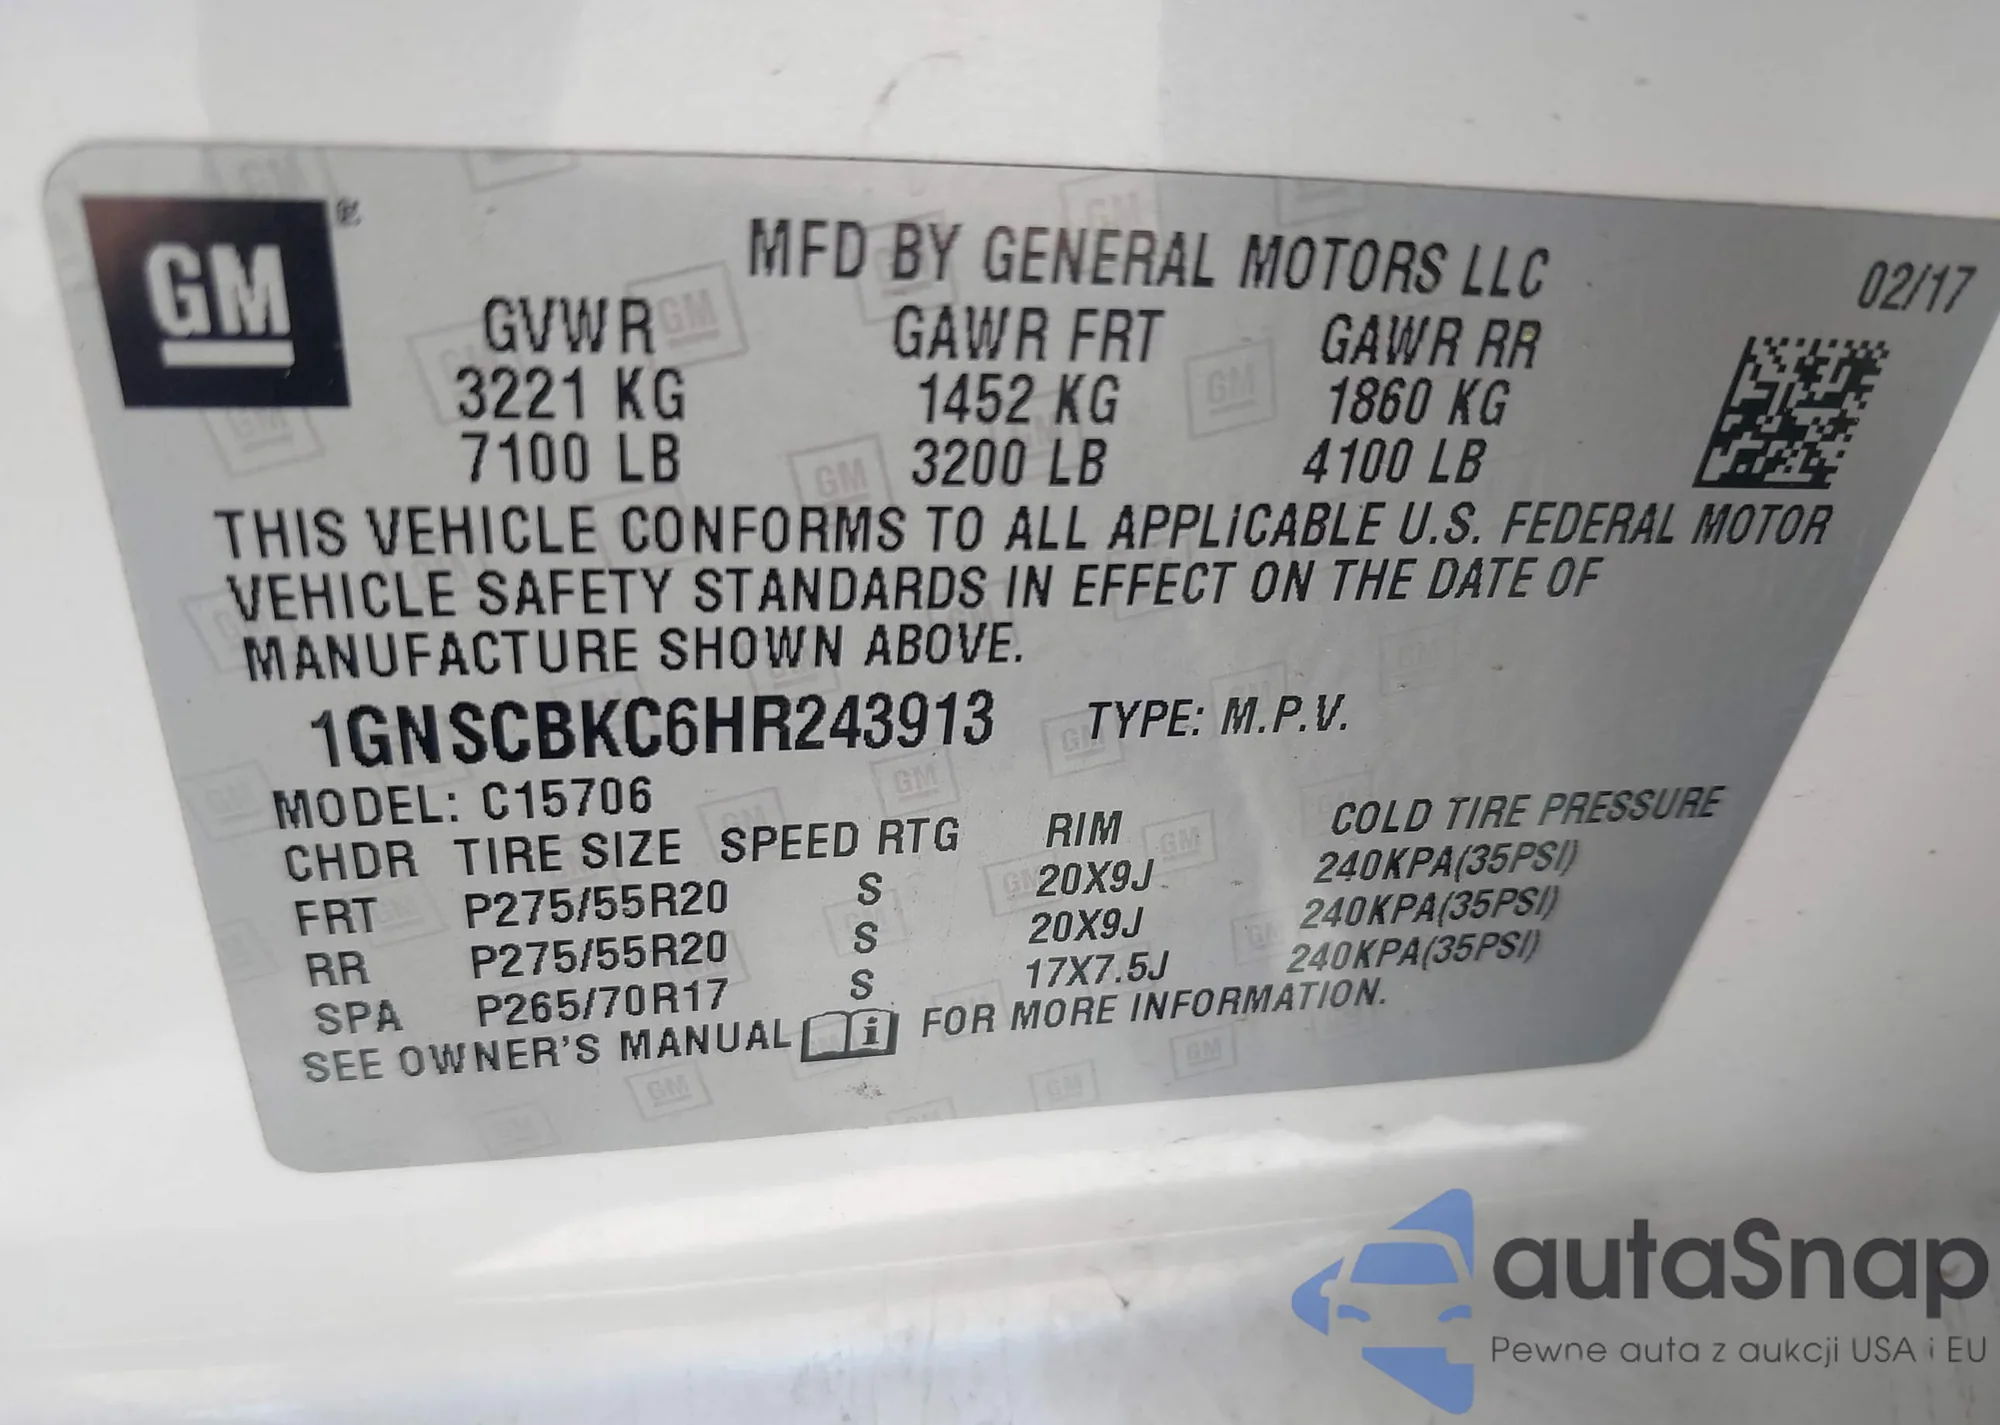 GM
MFD BY GENERAL MOTORS LLC
02/17
GVWR GAWR FRT GAWR RR
3221 KG 1452 KG 1860 KG
7100 LB 3200 LB 4100 LB
THIS VEHICLE CONFORMS TO ALL APPLICABLE U.S. FEDERAL MOTOR
VEHICLE SAFETY STANDARDS IN EFFECT ON THE DATE OF
MANUFACTURE SHOWN ABOVE.
1GNSCBKC6HR243913 TYPE: M.P.V.
MODEL: C15706
CHDR TIRE SIZE SPEED RTG RIM COLD TIRE PRESSURE
FRT P275/55R20 S 20X9J 240KPA(35PSI)
RR P275/55R20 S 20X9J 240KPA(35PSI)
SPA P265/70R17 S 17X7.5J 240KPA(35PSI)
SEE OWNER'S MANUAL i FOR MORE INFORMATION.
autaSnap
Pewne auta z aukcji USA i EU